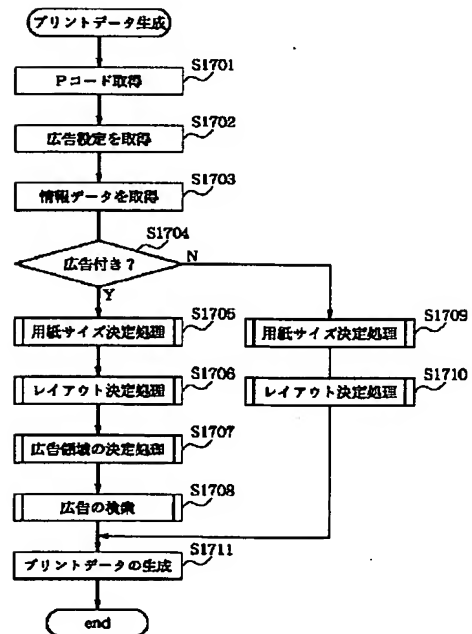 プリントデータ生成
S1701
Pコード取得
S1702
広告設定を取得
S1703
情報データを取得
S1704
広告付き？
N
Y
S1705
用紙サイズ決定処理
S1709
用紙サイズ決定処理
S1706
レイアウト決定処理
S1710
レイアウト決定処理
S1707
広告領域の決定処理
S1708
広告の検索
S1711
プリントデータの生成
end